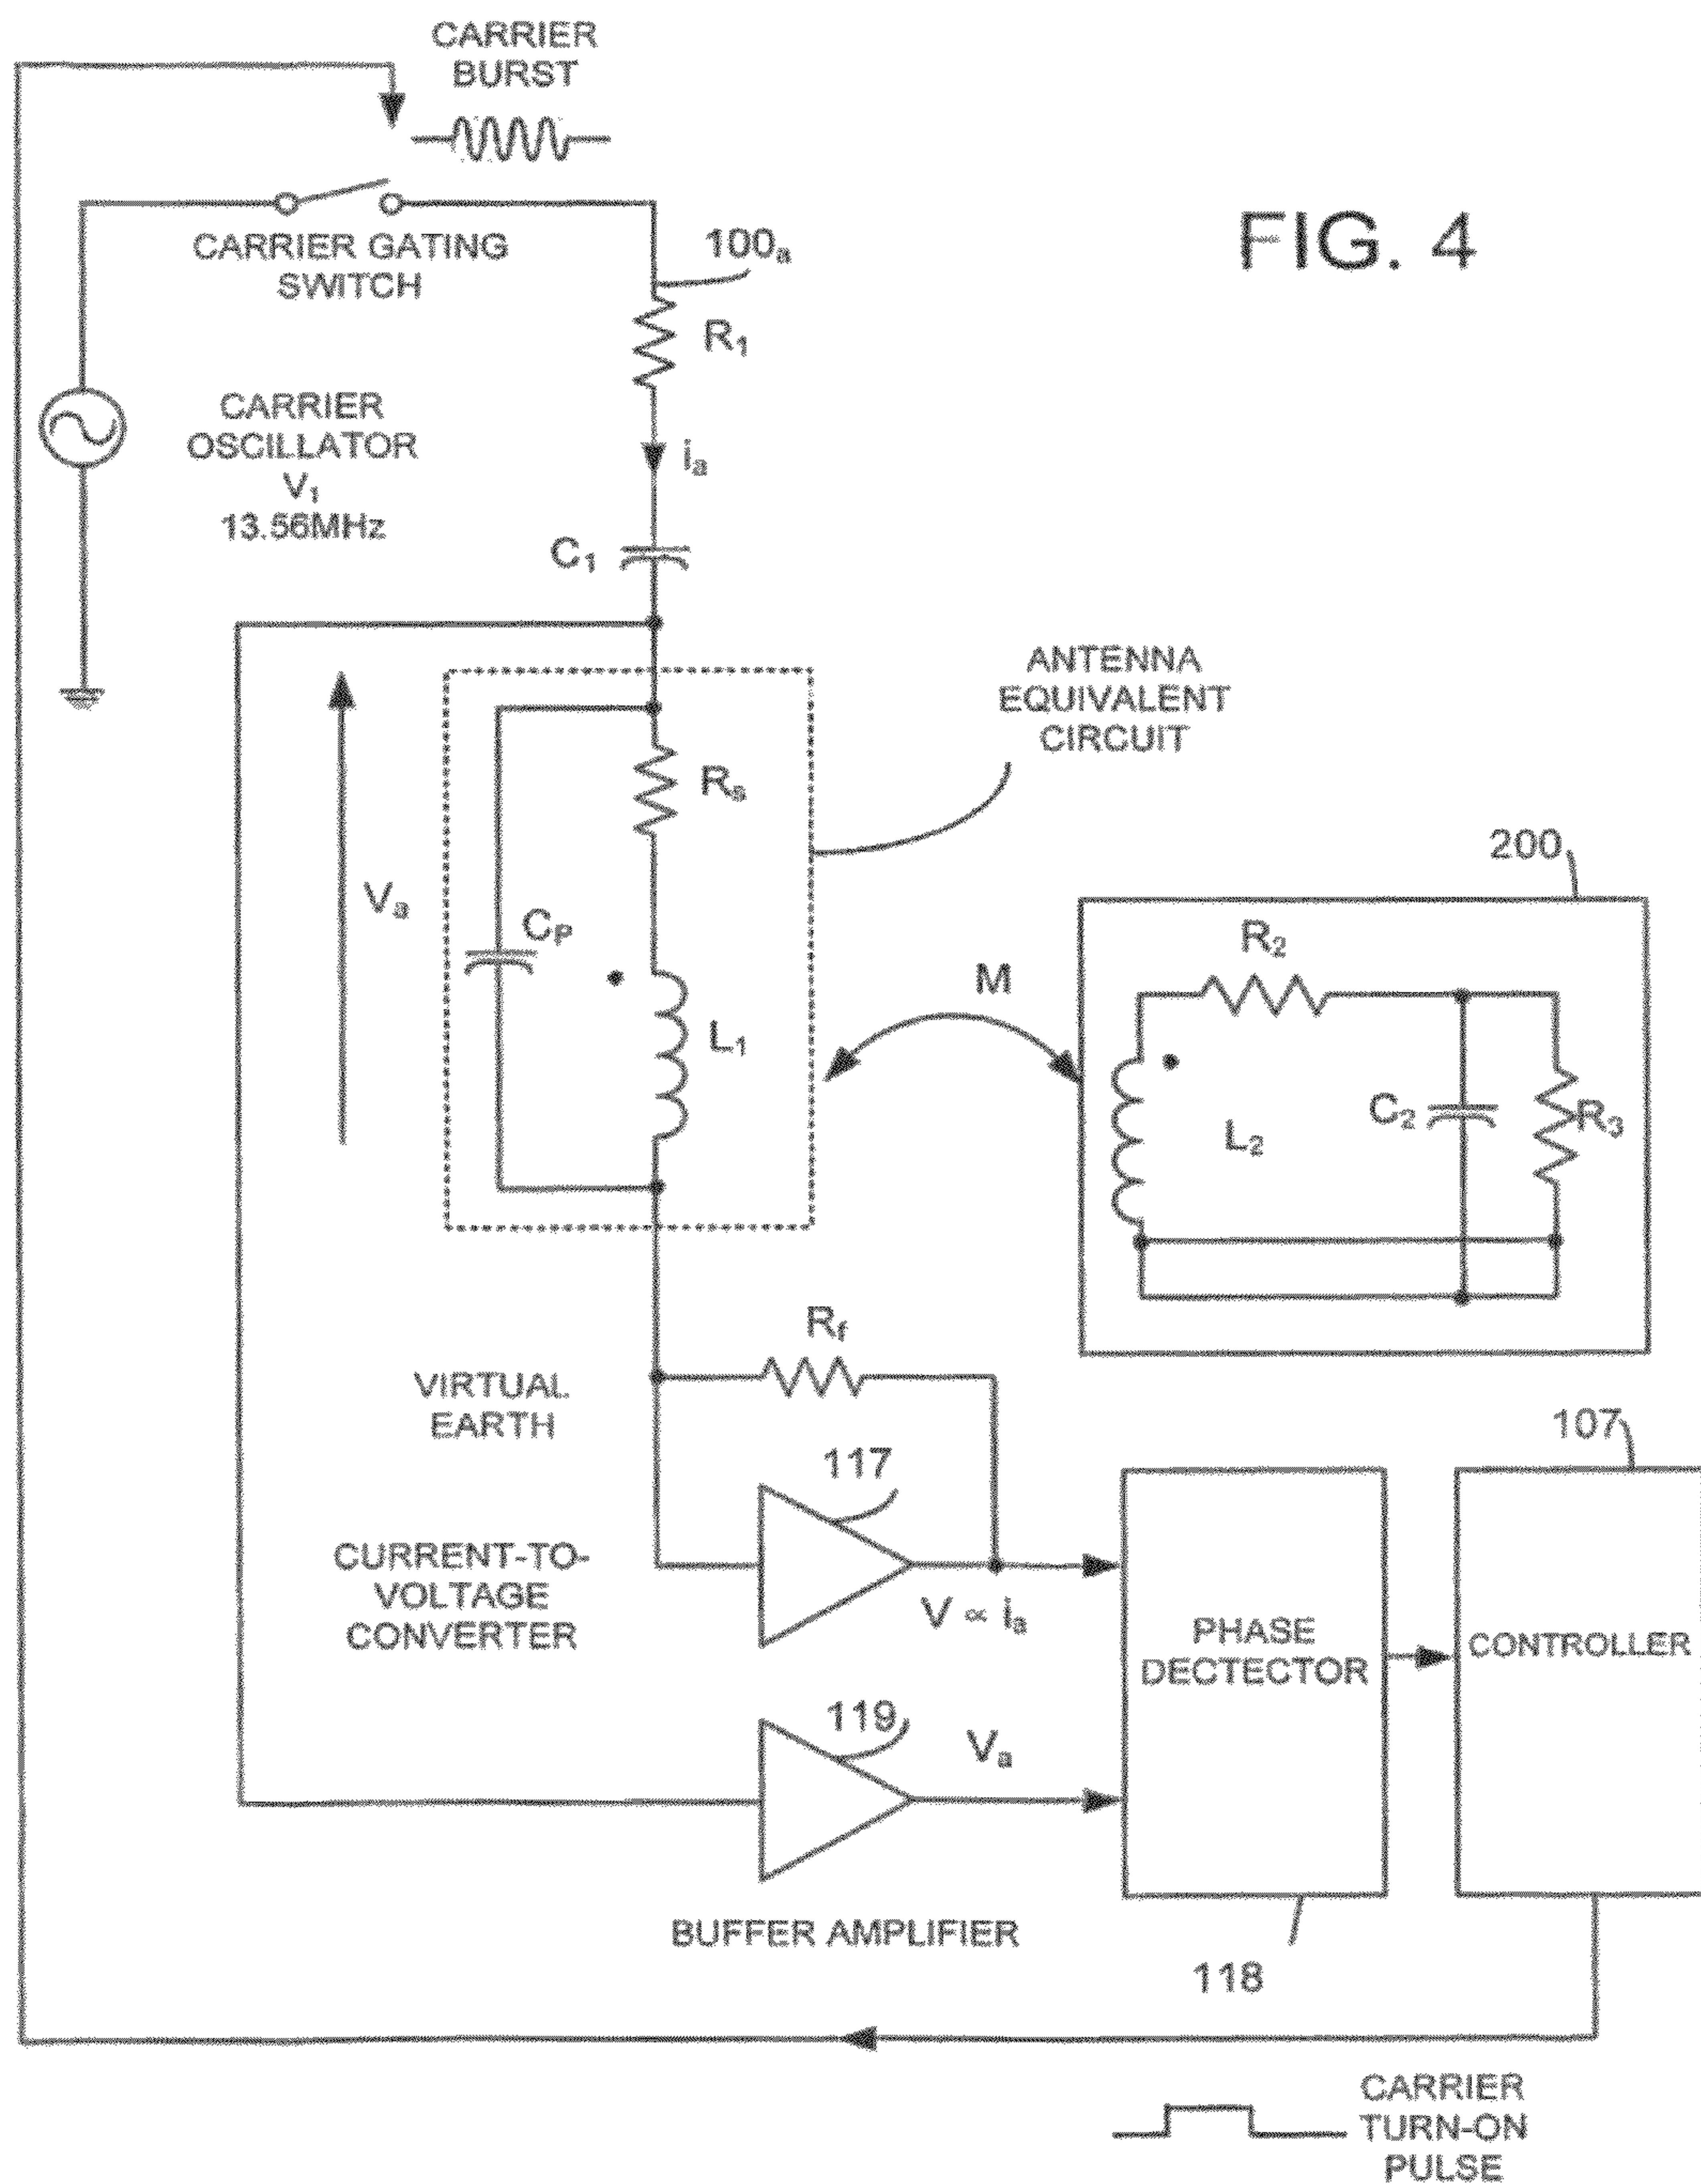 CARRIER
BURST
CARRIER GATING
SWITCH
100a
FIG. 4
R1
CARRIER
OSCILLATOR
V1
13.56MHz
ia
C1
ANTENNA
EQUIVALENT
CIRCUIT
Rs
Va
CP
L1
M
200
R2
L2
C2
R3
Rf
VIRTUAL
EARTH
117
107
CURRENT-TO-
VOLTAGE
CONVERTER
V ∝ ia
PHASE
DECTECTOR
CONTROLLER
119
Va
BUFFER AMPLIFIER
118
CARRIER
TURN-ON
PULSE